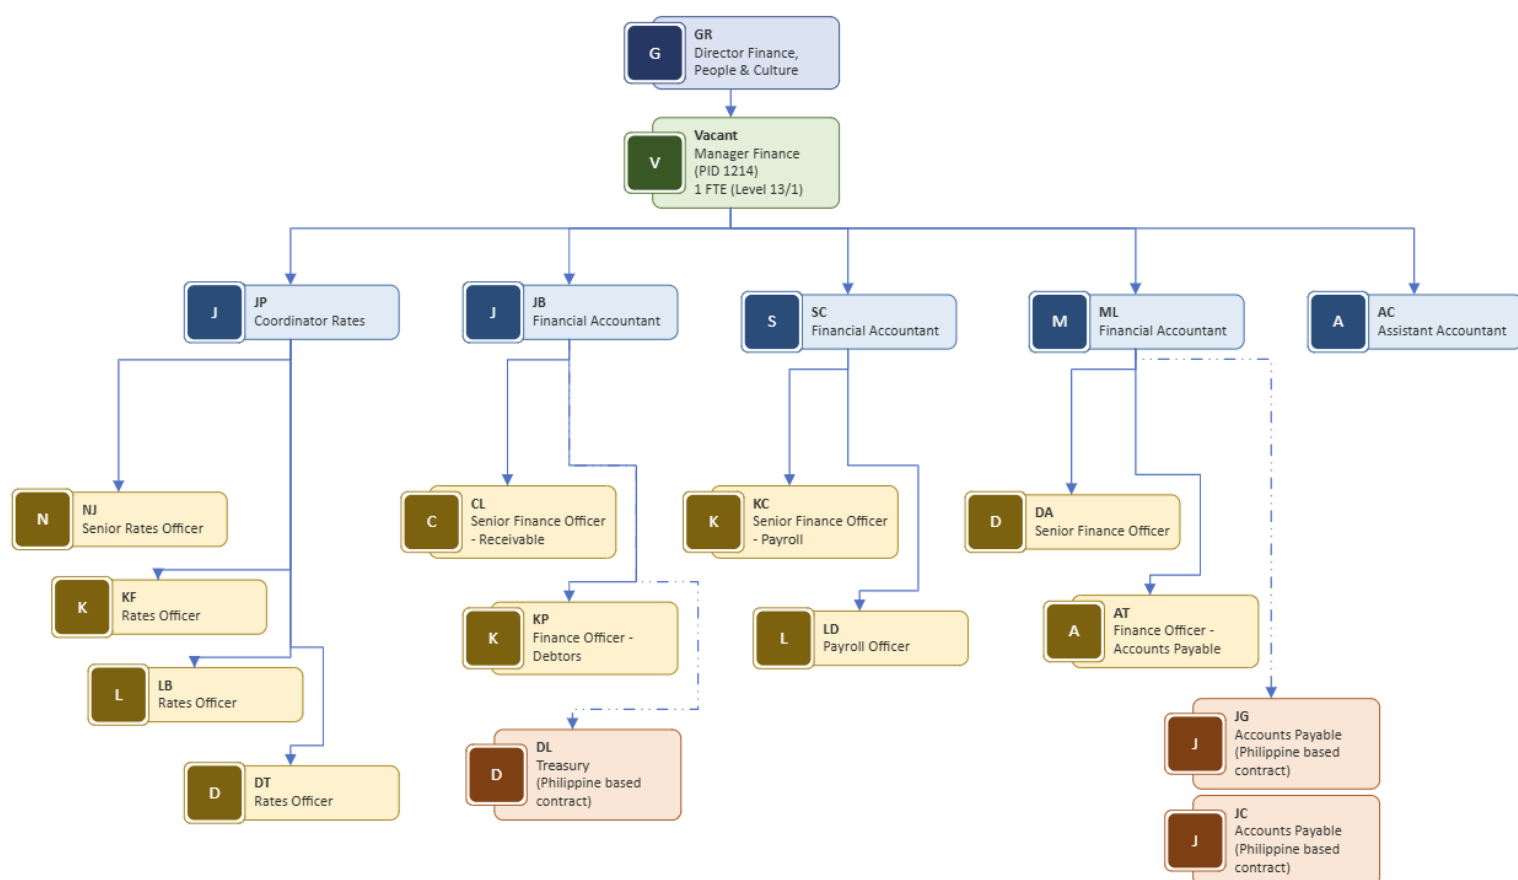 G
GR
Director Finance,
People & Culture
V
Vacant
Manager Finance
(PID 1214)
1 FTE (Level 13/1)
J
JP
Coordinator Rates
J
JB
Financial Accountant
S
SC
Financial Accountant
M
ML
Financial Accountant
A
AC
Assistant Accountant
N
NJ
Senior Rates Officer
K
KF
Rates Officer
L
LB
Rates Officer
D
DT
Rates Officer
C
CL
Senior Finance Officer
- Receivable
K
KP
Finance Officer -
Debtors
D
DL
Treasury
(Philippine based
contract)
K
KC
Senior Finance Officer
- Payroll
L
LD
Payroll Officer
D
DA
Senior Finance Officer
A
AT
Finance Officer -
Accounts Payable
J
JG
Accounts Payable
(Philippine based
contract)
J
JC
Accounts Payable
(Philippine based
contract)